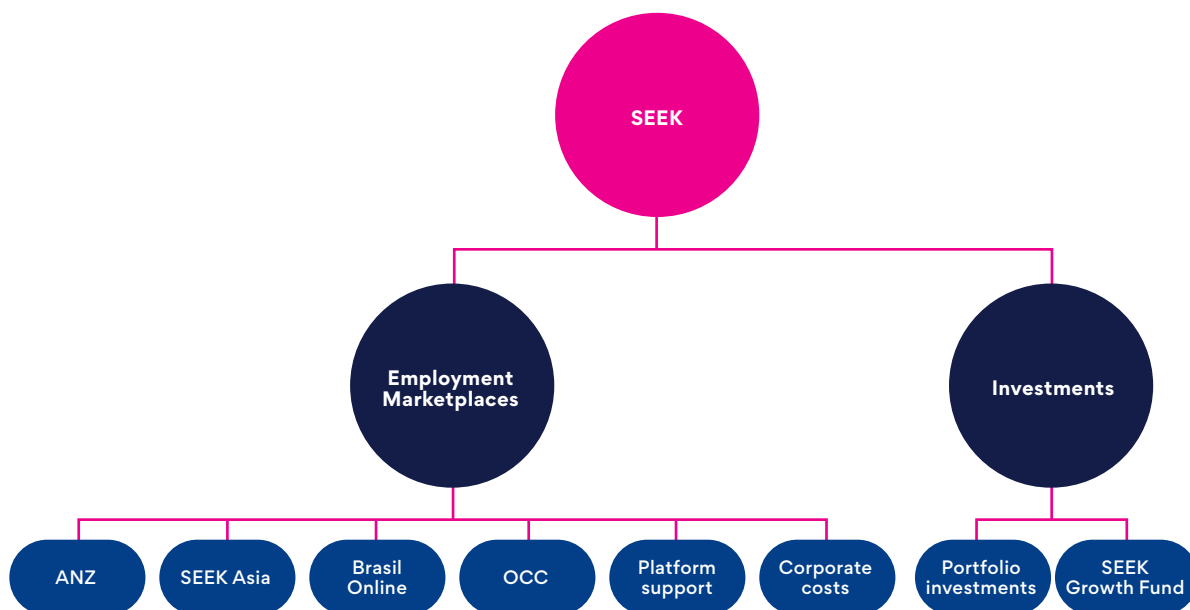 SEEK
Employment
Marketplaces
Investments
ANZ
SEEK Asia
Brasil
Online
OCC
Platform
support
Corporate
costs
Portfolio
investments
SEEK
Growth Fund